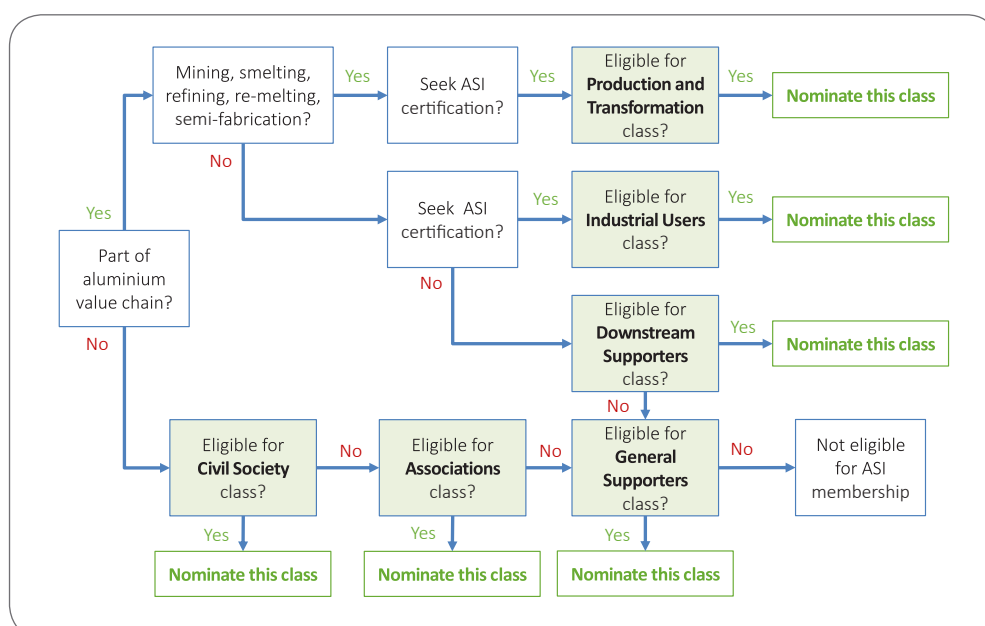 Mining, smelting,
refining, re-melting,
semi-fabrication?
Yes
Seek ASI
certification?
Yes
Eligible for
Production and
Transformation
class?
Yes
Nominate this class
No
Seek ASI
certification?
Yes
Eligible for
Industrial Users
class?
Yes
Nominate this class
Yes
Part of
aluminium
value chain?
No
No
Eligible for
Downstream
Supporters
class?
Yes
Nominate this class
No
Eligible for
Civil Society
class?
No
Eligible for
Associations
class?
No
Eligible for
General
Supporters
class?
No
Not eligible
for ASI
membership
Yes
Yes
Yes
Nominate this class
Nominate this class
Nominate this class